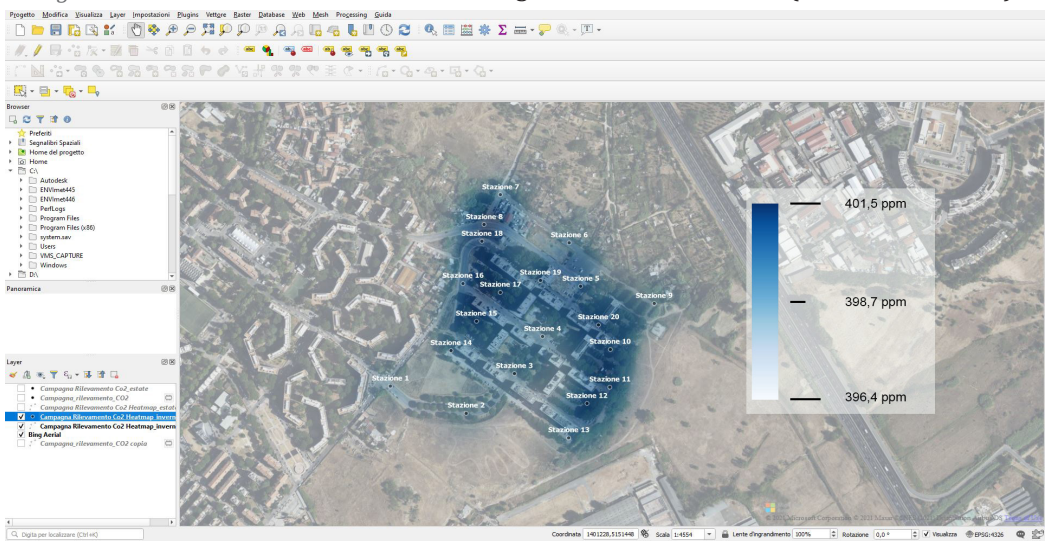 Progetto Modifica Visualizza Layer Impostazioni Plugins Vettore Raster Database Web Mesh Processing Guida
Browser
Preferiti
Segnalibri Spaziali
Home del progetto
Home
C:\
Autodesk
ENVImet445
ENVImet446
PerfLogs
Program Files
Program Files (x86)
system.sav
Users
VMS_CAPTURE
Windows
D:\
Panoramica
Layer
Campagna Rilevamento Co2_estate
Campagna_rilevamento_CO2
Campagna Rilevamento Co2 Heatmap_estat
Campagna Rilevamento Co2 Heatmap_invern
Campagna Rilevamento Co2 Heatmap_invern
Bing Aerial
Campagna_rilevamento_CO2 copia
Stazione 7
Stazione 8
Stazione 18
Stazione 6
Stazione 19
Stazione 16
Stazione 5
Stazione 17
Stazione 9
Stazione 15
Stazione 20
Stazione 4
Stazione 14
Stazione 10
Stazione 3
Stazione 1
Stazione 11
Stazione 12
Stazione 2
Stazione 13
401,5 ppm
398,7 ppm
396,4 ppm
Digita per localizzare (Ctrl+K)
Coordinata 1401228,5151448 Scala 1:4554 Lente d'ingrandimento 100% Rotazione 0,0 ° Visualizza EPSG:4326